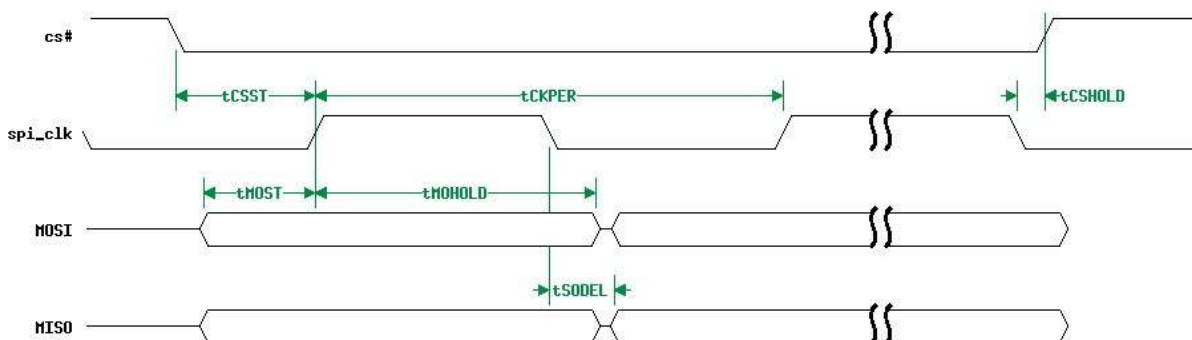 cs#
tCSST
tCKPER
tCSHOLD
spi_clk
tMOST
tMOHOLD
MOSI
tSODEL
MISO